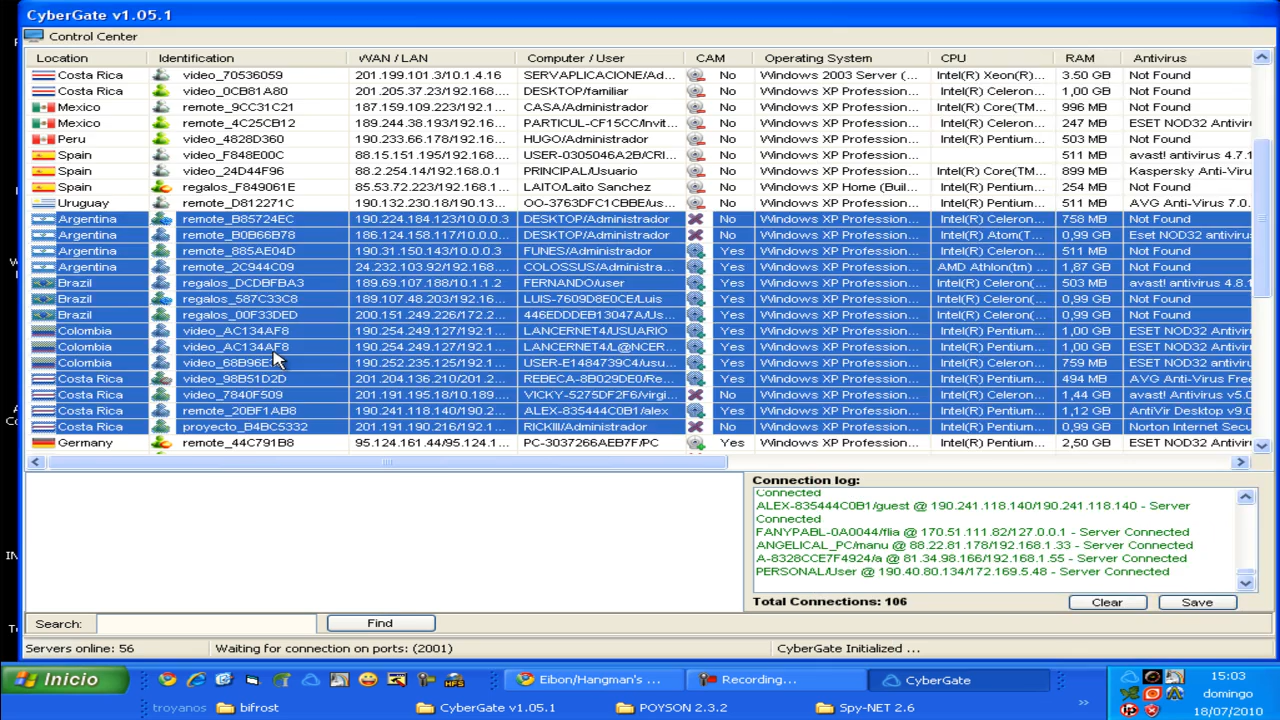 CyberGate v1.05.1
Control Center
Location Identification WAN / LAN Computer / User CAM Operating System CPU RAM Antivirus
Costa Rica video_70536059 201.199.101.3/10.1.4.16 SERVAPLICACIONE/Ad... No Windows 2003 Server (... Intel(R) Xeon(R)... 3.50 GB Not Found
Costa Rica video_0CB81A80 201.205.37.23/192.168.... DESKTOP/familiar No Windows XP Profession... Intel(R) Pentium... 1,00 GB Not Found
Mexico remote_9CC31C21 187.159.109.223/192.1... CASA/Administrador No Windows XP Profession... Intel(R) Core(TM... 996 MB Not Found
Mexico remote_4C25CB12 189.244.38.193/192.16... PARTICUL-CF15CC/Invit... No Windows XP Profession... Intel(R) Core(TM... 247 MB ESET NOD32 Antivir
Peru video_4828D360 190.233.66.178/192.16... HUGO/Administrador No Windows XP Profession... Intel(R) Pentium... 503 MB Not Found
Spain video_F848E00C 88.15.151.195/192.168.... USER-0305046A2B/CRI... No Windows XP Profession... 511 MB avast! antivirus 4.7.1
Spain video_24D44F96 88.2.254.14/192.168.0.1 PRINCIPAL/Usuario No Windows XP Profession... Intel(R) Celeron... 899 MB Kaspersky Anti-Viru
Spain regalos_F849061E 85.53.72.223/192.168.1... LAITO/Laito Sanchez No Windows XP Home (Buil... Intel(R) Pentium... 254 MB Not Found
Uruguay remote_D812271C 190.132.230.18/190.13... OO-3763DFC1CBBE/us... No Windows XP Profession... Intel(R) Pentium... 511 MB AVG Anti-Virus 7.0.
Argentina remote_B85724EC 190.224.184.123/10.0.0.3 DESKTOP/Administrador No Windows XP Profession... Intel(R) Celeron... 758 MB Not Found
Argentina remote_B0B66B78 186.124.158.117/10.0.0... DESKTOP/Administrador No Windows XP Profession... Intel(R) Atom(T... 0,99 GB Eset NOD32 antivirus
Argentina remote_885AE04D 190.31.150.143/10.0.0.3 FUNES/Administrador Yes Windows XP Profession... Intel(R) Celeron... 511 MB Not Found
Argentina remote_2C944C09 24.232.103.92/192.168.... COLOSSUS/Administra... Yes Windows XP Profession... AMD Athlon(tm) ... 1,87 GB Not Found
Brazil regalos_DCDBFBA3 189.69.107.188/10.1.1.2 FERNANDO/user Yes Windows XP Profession... Intel(R) Celeron(... 503 MB avast! antivirus 4.8.1
Brazil regalos_587C33C8 189.107.48.203/192.16... LUIS-7609D8E0CE/Luis Yes Windows XP Profession... Intel(R) Celeron(... 0,99 GB Not Found
Brazil regalos_00F33DED 200.151.249.226/172.2... 446EDDDEB13047A/U... Yes Windows XP Profession... Intel(R) Celeron(... 0,99 GB Not Found
Colombia video_AC134AF8 190.254.249.127/192.1... LANCERNET4/USUARIO Yes Windows XP Profession... Intel(R) Pentium... 1,00 GB ESET NOD32 Antivir
Colombia video_AC134AF8 190.254.249.127/192.1... LANCERNET4/L@NCER... Yes Windows XP Profession... Intel(R) Pentium... 1,00 GB ESET NOD32 Antivir
Colombia 190.252.235.125/192.1... USER-E1484739C4/us... Yes Windows XP Profession... Intel(R) Celeron... 759 MB ESET NOD32 Antivir
Costa Rica video_98B51D2D 201.204.136.210/201.2... REBECA-8B029DE0/Re... Yes Windows XP Profession... Intel(R) Pentium... 494 MB AVG Anti-Virus Free
Costa Rica video_7840F509 201.191.195.18/10.189... VICKY-5275DF2F6/virgi... No Windows XP Profession... Intel(R) Pentium... 1,44 GB avast! Antivirus v5.0
Costa Rica remote_20BF1AB8 190.241.118.140/190.2... ALEX-835444C0B1/alex Yes Windows XP Profession... Intel(R) Pentium... 1,12 GB AntiVir Desktop v9.0
Costa Rica proyecto_B4BC5332 201.191.190.216/192.1... RICKIII/Administrador No Windows XP Profession... Intel(R) Pentium... 0,99 GB Norton Internet Secu
Germany remote_44C791B8 95.124.161.44/95.124.1... PC-3037266AEB7F/PC Yes Windows XP Profession... Intel(R) Pentium... 2,50 GB ESET NOD32 Antivir
Connection log:
Connected
ALEX-835444C0B1/guest @ 190.241.118.140/190.241.118.140 - Server
Connected
FANYPABL-0A0044/flia @ 170.51.111.82/127.0.0.1 - Server Connected
ANGELICAL_PC/manu @ 88.22.81.178/192.168.1.33 - Server Connected
A-8328CCE7F4924/a @ 81.34.98.166/192.168.1.55 - Server Connected
PERSONAL/User @ 190.40.80.134/172.169.5.48 - Server Connected
Total Connections: 106 Clear Save
Search: Find
Servers online: 56 Waiting for connection on ports: (2001) CyberGate Initialized ...
Inicio Eibon/Hangman's ... Recording... CyberGate 15:03
domingo
troyanos bifrost CyberGate v1.05.1 POYSON 2.3.2 Spy-NET 2.6 18/07/2010